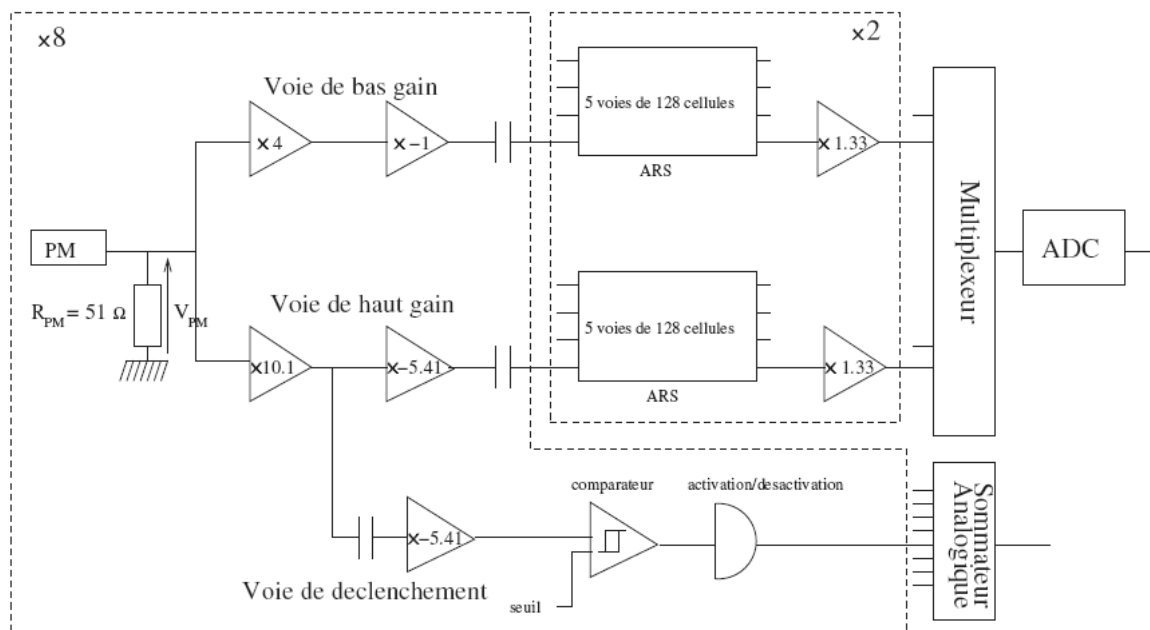 ×8
×2
Voie de bas gain
×4
×−1
5 voies de 128 cellules
ARS
×1.33
Multiplexeur
ADC
PM
R_PM = 51 Ω
V_PM
Voie de haut gain
×10.1
×−5.41
5 voies de 128 cellules
ARS
×1.33
comparateur
activation/desactivation
×−5.41
Voie de declenchement
seuil
Sommateur
Analogique